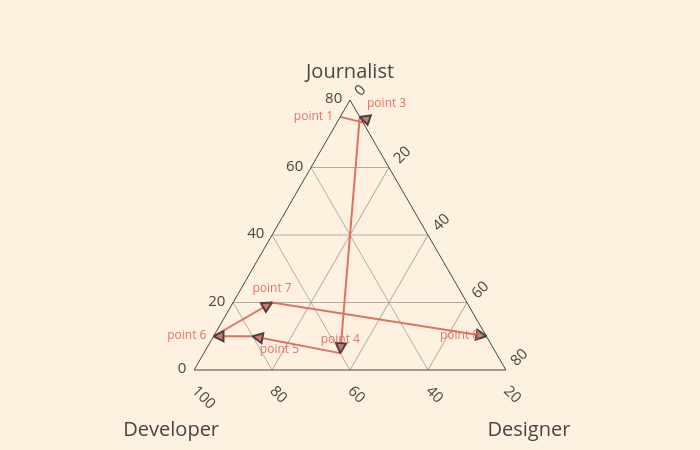 Journalist
0
80
point 3
point 1
20
60
40
40
60
point 7
20
point 6
point 4
point
point 5
80
0
100
80
60
40
20
Developer
Designer